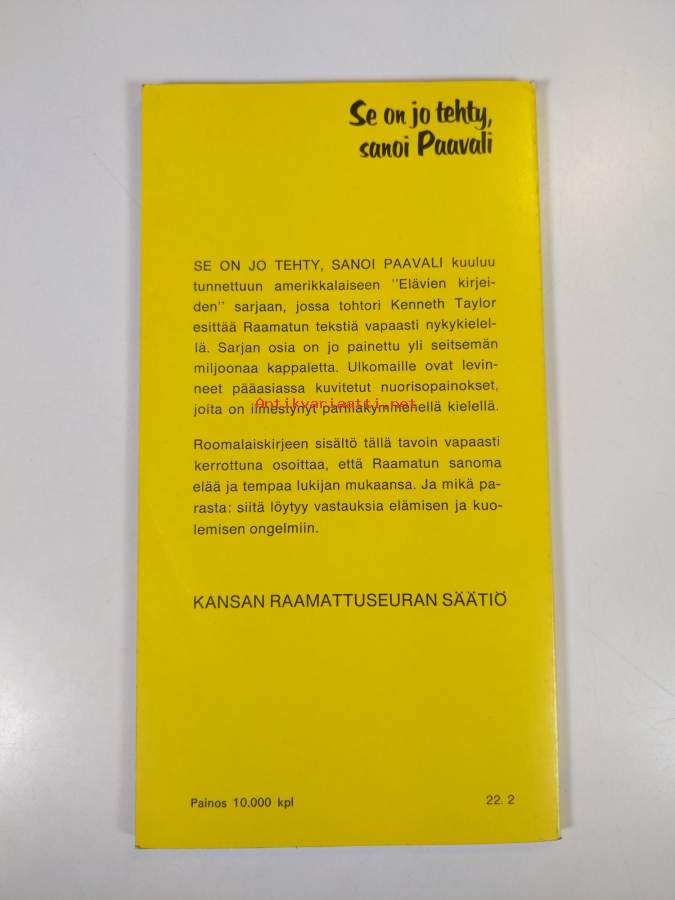 Se on jo tehty,
sanoi Paavali
SE ON JO TEHTY, SANOI PAAVALI kuuluu
tunnettuun amerikkalaiseen "Elävien kirjei-
den" sarjaan, jossa tohtori Kenneth Taylor
esittää Raamatun tekstiä vapaasti nykykielel-
lä. Sarjan osia on jo painettu yli seitsemän
miljoonaa kappaletta. Ulkomaille ovat levin-
neet pääasiassa kuvitetut nuorisopainokset,
Antikvariaatti.net
joita on ilmestynyt parillakymmenellä kielellä.
Roomalaiskirjeen sisältö tällä tavoin vapaasti
kerrottuna osoittaa, että Raamatun sanoma
elää ja tempaa lukijan mukaansa. Ja mikä pa-
rasta: siitä löytyy vastauksia elämisen ja kuo-
lemisen ongelmiin.
KANSAN RAAMATTUSEURAN SÄÄTIÖ
Painos 10.000 kpl
22. 2